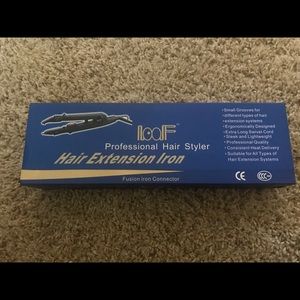 Loof
Professional Hair Styler
Hair Extension Iron
Fusion Iron Connector
•Small Grooves for
different types of hair
extension systems
•Ergonomically Designed
•Extra Long Swivel Cord
•Sleek and Lightweight
•Professional Quality
•Consistent Heat Delivery
•Suitable for All Types of
Hair Extension Systems
CE
CCC